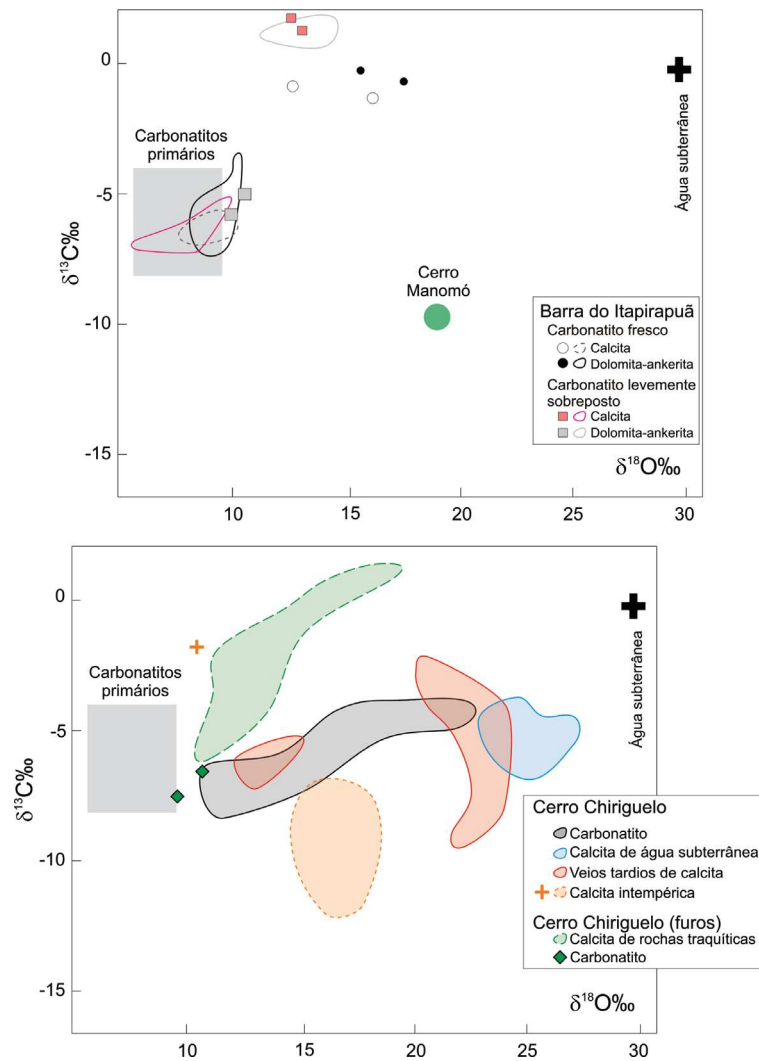 0
Carbonatitos
primários
Água subterrânea
-5
δ¹³C‰
Cerro
Manomó
-10
Barra do Itapirapuã
Carbonatito fresco
Calcita
Dolomita-ankerita
Carbonatito levemente
sobreposto
Calcita
Dolomita-ankerita
-15
δ¹⁸O‰
10 15 20 25 30
0
Carbonatitos
primários
Água subterrânea
-5
δ¹³C‰
Cerro Chiriguelo
Carbonatito
Calcita de água subterrânea
Veios tardios de calcita
Calcita intempérica
-10
Cerro Chiriguelo (furos)
Calcita de rochas traquíticas
Carbonatito
-15
δ¹⁸O‰
10 15 20 25 30